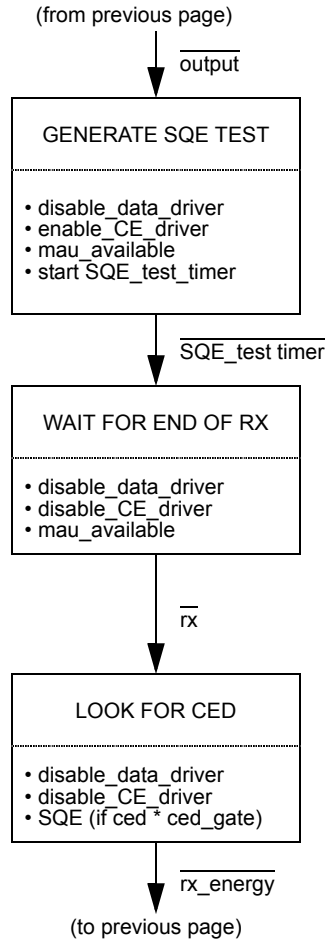 (from previous page)
output
GENERATE SQE TEST
• disable_data_driver
• enable_CE_driver
• mau_available
• start SQE_test_timer
SQE_test timer
WAIT FOR END OF RX
• disable_data_driver
• disable_CE_driver
• mau_available
rx
LOOK FOR CED
• disable_data_driver
• disable_CE_driver
• SQE (if ced * ced_gate)
rx_energy
(to previous page)